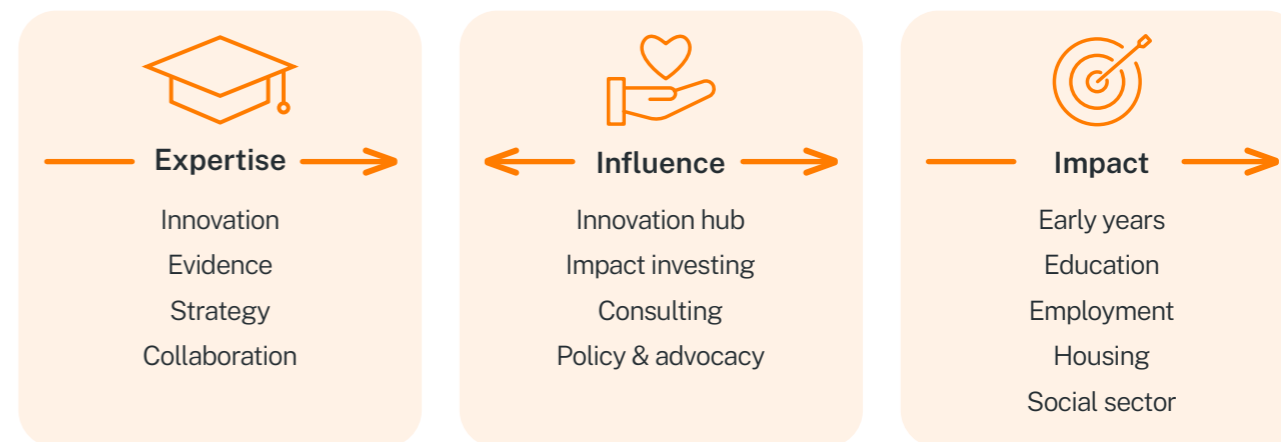 Expertise
Innovation
Evidence
Strategy
Collaboration
Influence
Innovation hub
Impact investing
Consulting
Policy & advocacy
Impact
Early years
Education
Employment
Housing
Social sector